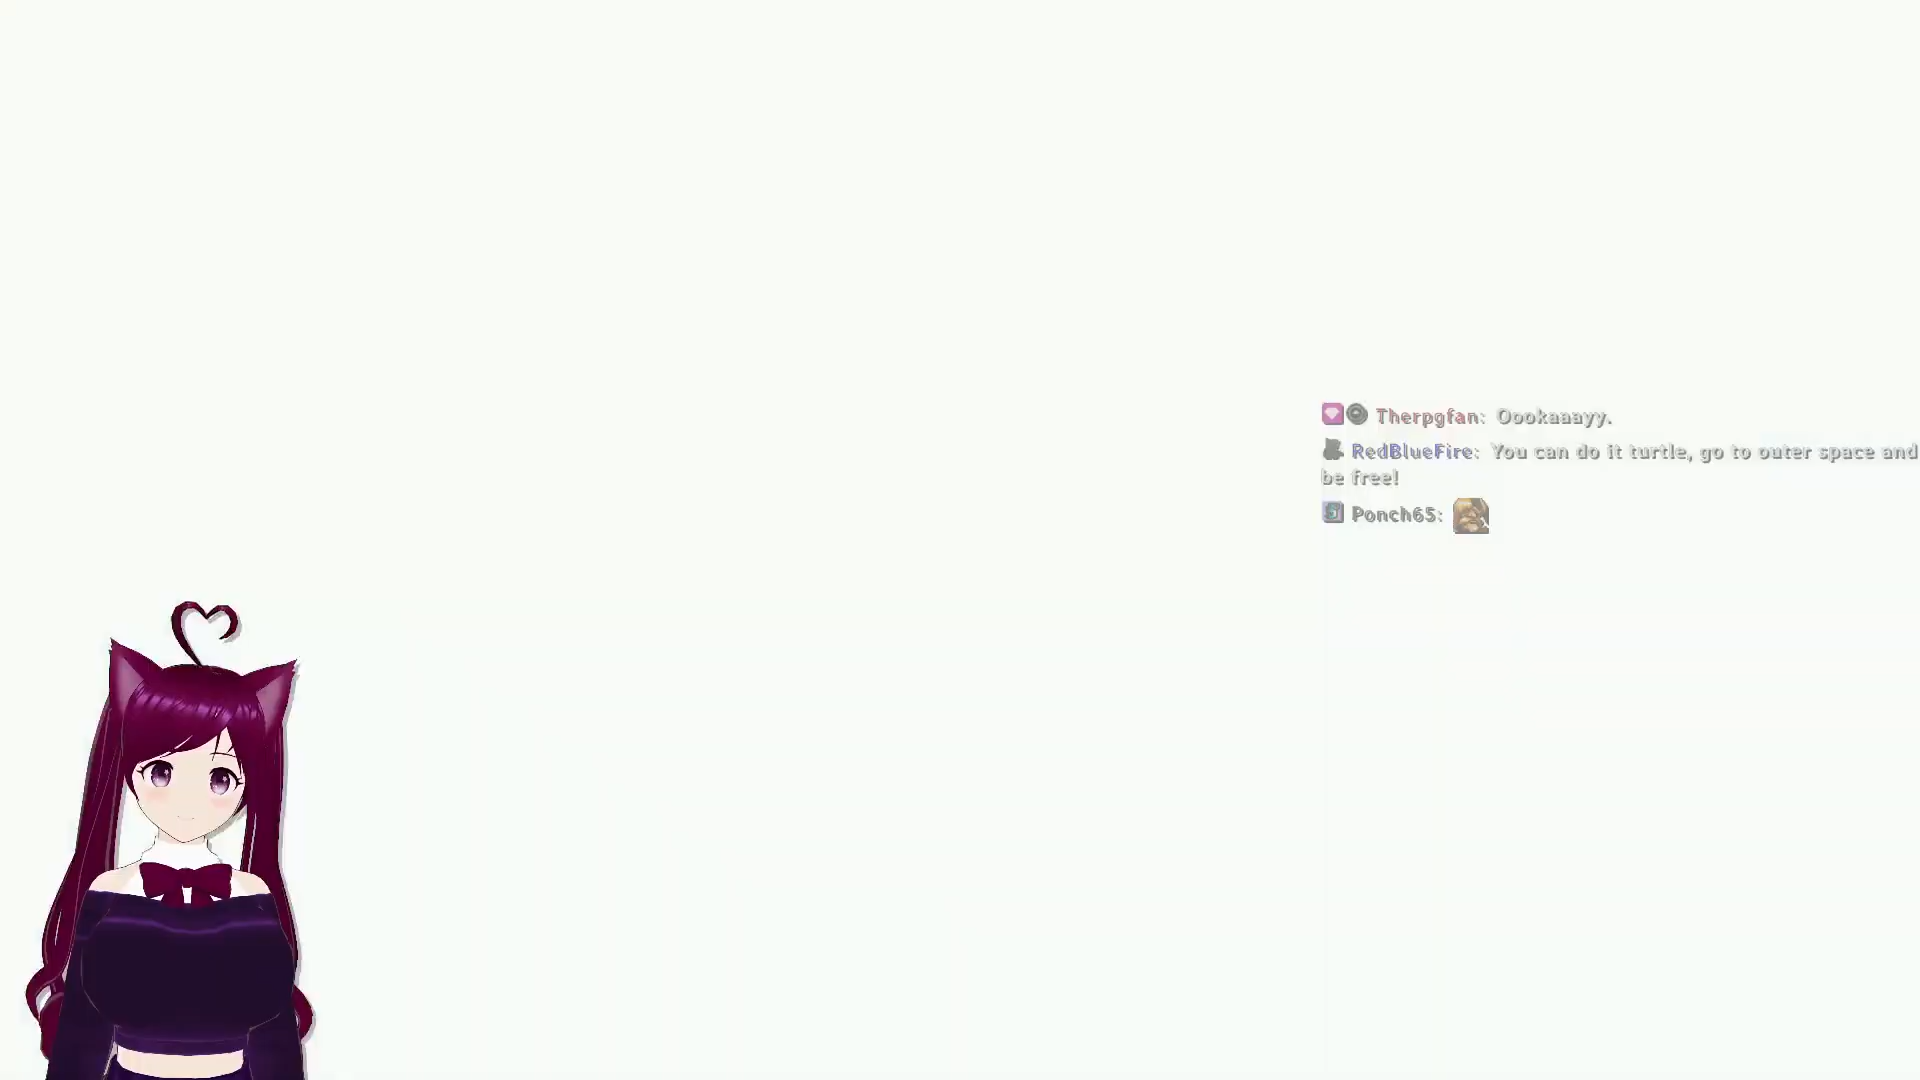 Therpgfan: Oookaaayy.
RedBlueFire: You can do it turtle, go to outer space and
be free!
Ponch65: